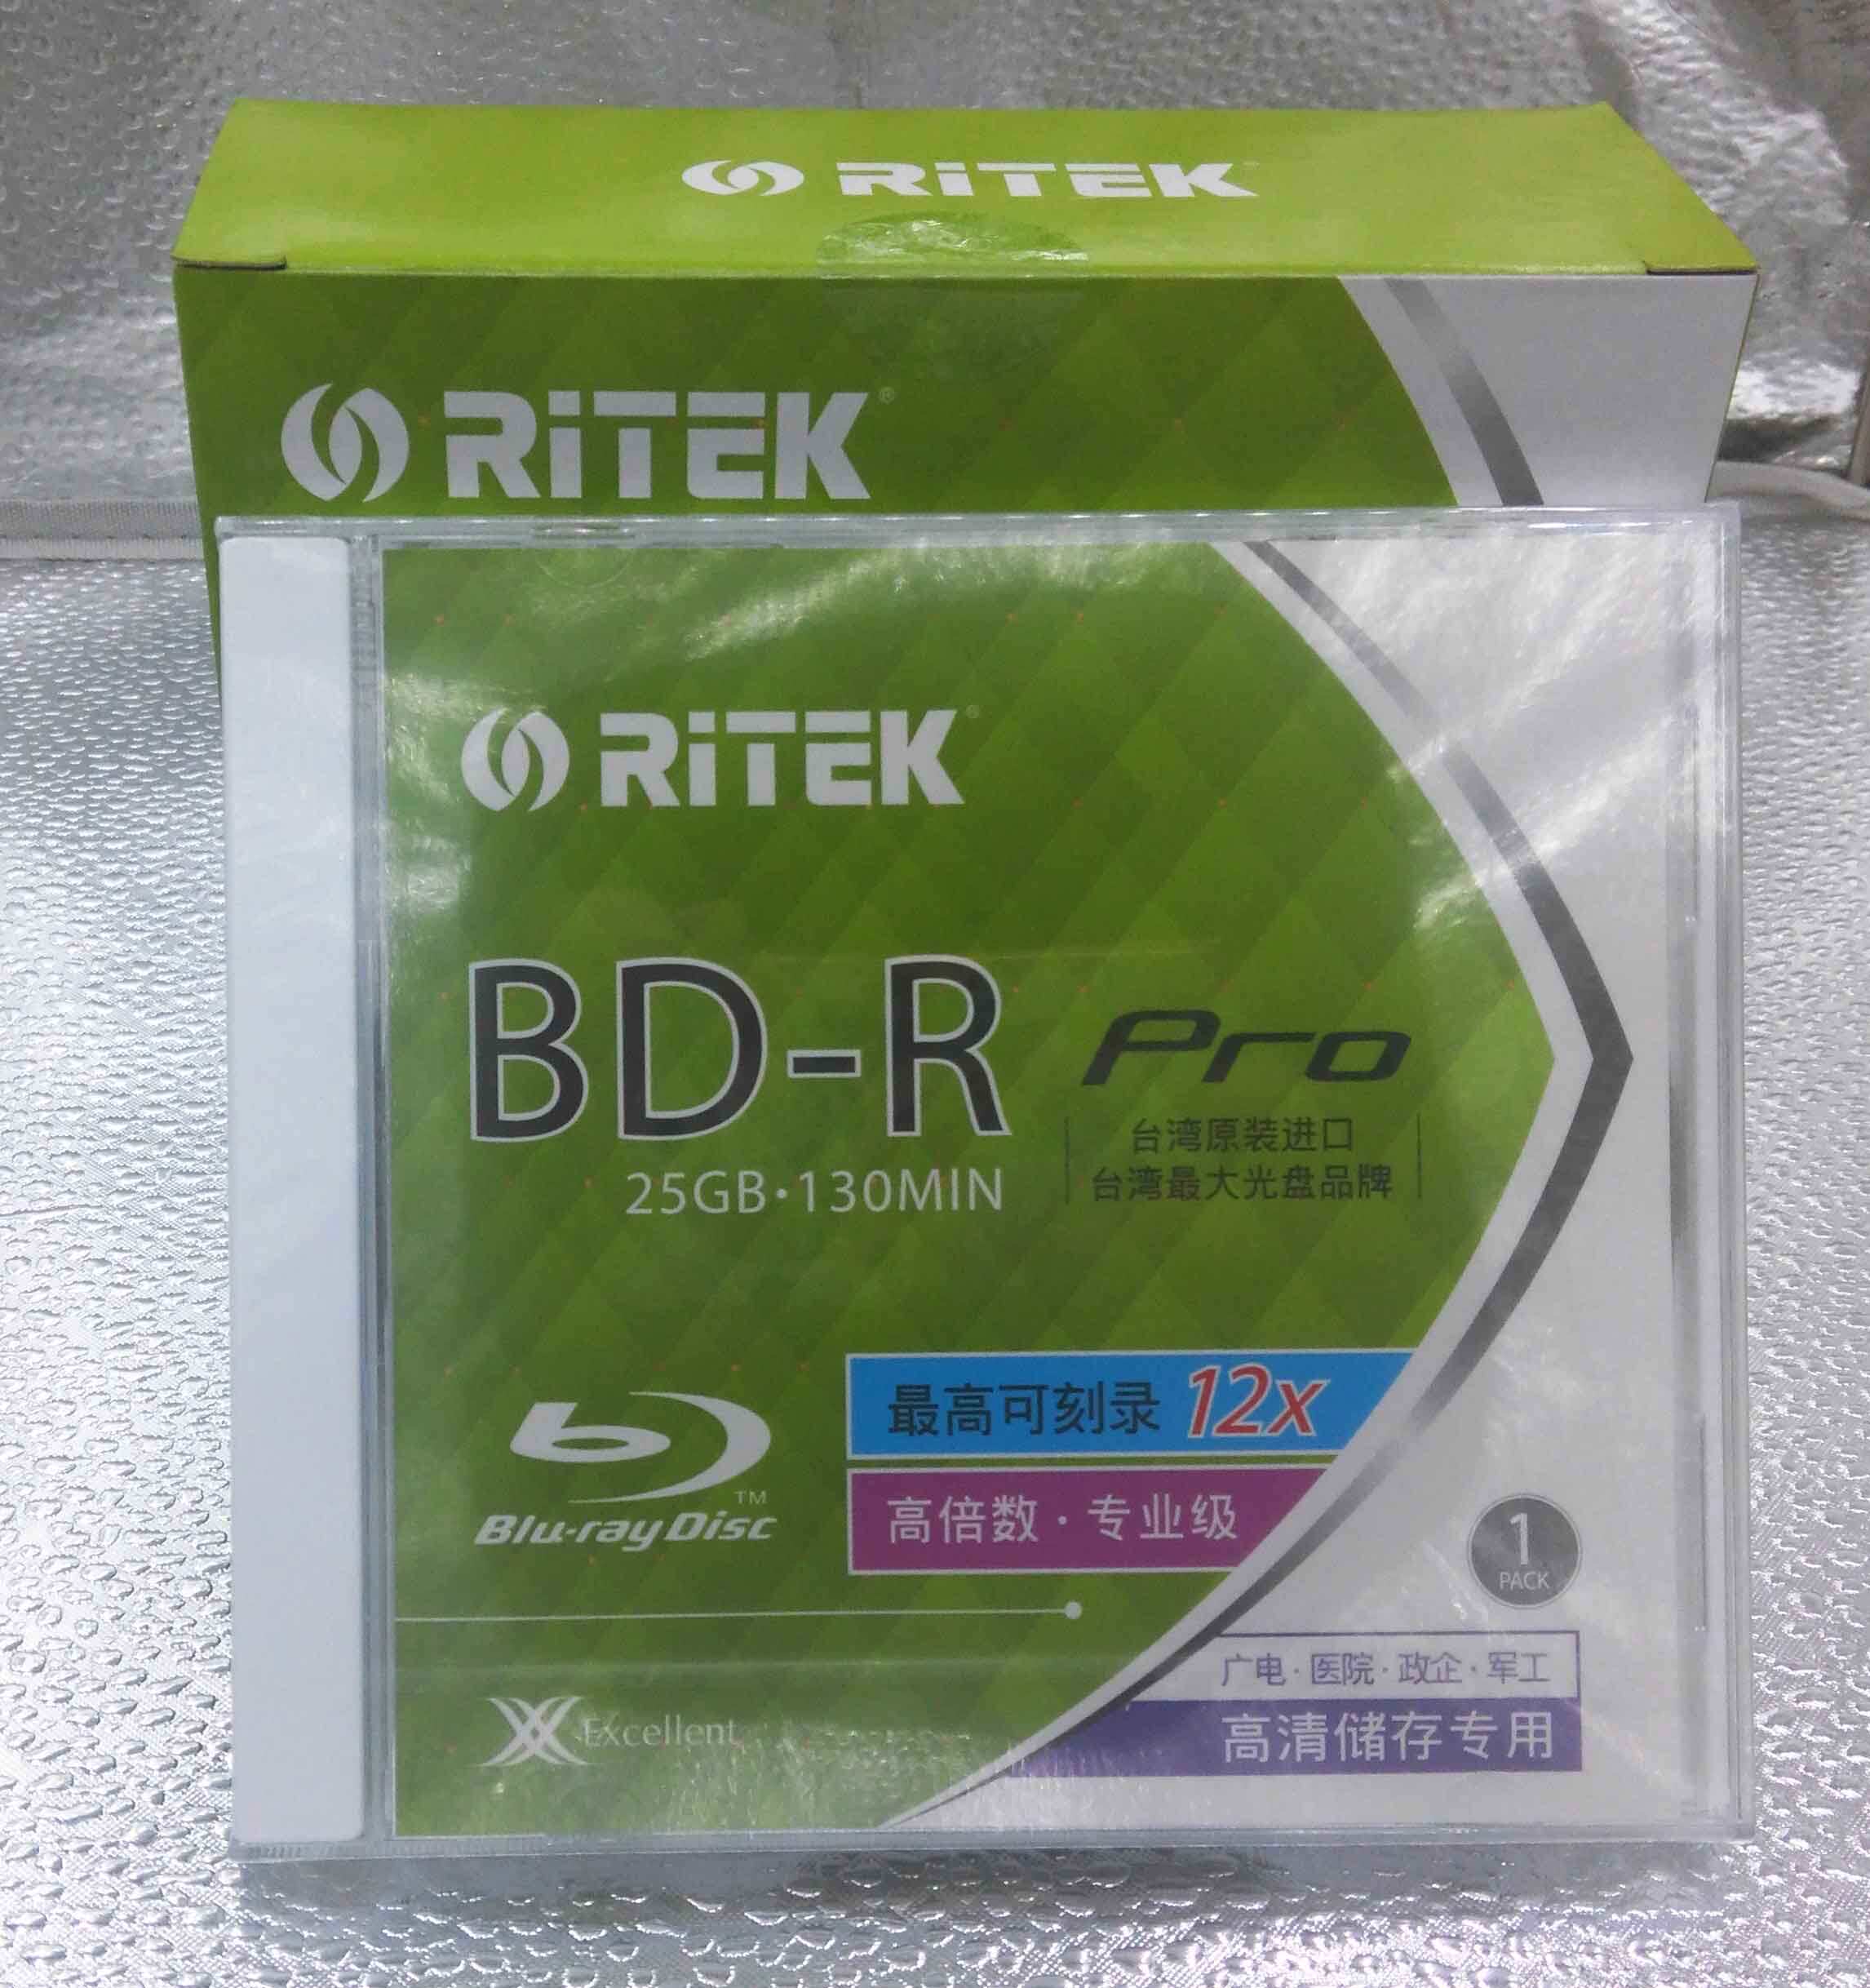 RiTEK
RiTEK®
RiTEK®
BD-R Pro
台湾原装进口
台湾最大光盘品牌
25GB·130MIN
最高可刻录 12x
高倍数·专业级
Blu-ray Disc™
1
PACK
广电·医院·政企·军工
高清储存专用
Excellent